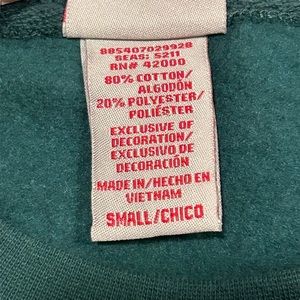 885407029928
SEAS: S211
RN# 42000
80% COTTON/
ALGODÓN
20% POLYESTER/
POLIÉSTER
EXCLUSIVE OF
DECORATION/
EXCLUSIVO DE
DECORACIÓN
MADE IN/HECHO EN
VIETNAM
SMALL/CHICO